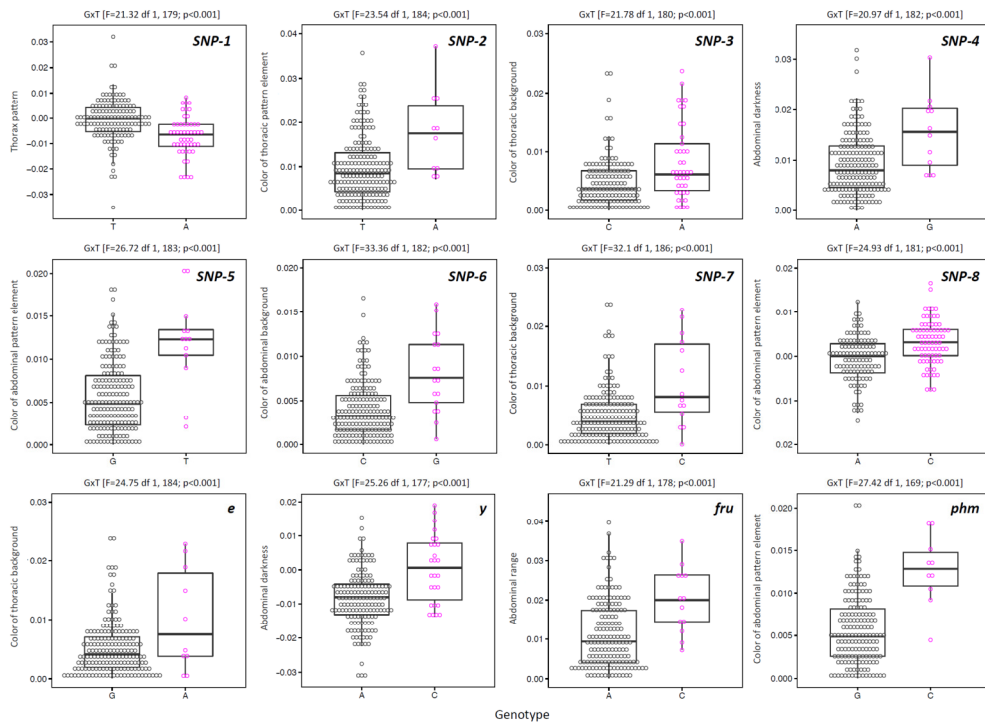 GxT [F=21.32 df 1, 179; p<0.001]
SNP-1
Thorax pattern
0.03
0.02
0.01
0.00
−0.01
−0.02
−0.03
T A
GxT [F=23.54 df 1, 184; p<0.001]
SNP-2
Color of thoracic pattern element
0.04
0.03
0.02
0.01
0.00
T A
GxT [F=21.78 df 1, 180; p<0.001]
SNP-3
Color of thoracic background
0.03
0.02
0.01
0.00
C A
GxT [F=20.97 df 1, 182; p<0.001]
SNP-4
Abdominal darkness
0.03
0.02
0.01
0.00
A G
GxT [F=26.72 df 1, 183; p<0.001]
SNP-5
Color of abdominal pattern element
0.020
0.015
0.010
0.005
0.000
G T
GxT [F=33.36 df 1, 182; p<0.001]
SNP-6
Color of abdominal background
0.020
0.015
0.010
0.005
0.000
C G
GxT [F=32.1 df 1, 186; p<0.001]
SNP-7
Color of thoracic background
0.03
0.02
0.01
0.00
T C
GxT [F=24.93 df 1, 181; p<0.001]
SNP-8
Color of abdominal pattern element
0.02
0.01
0.00
0.01
0.02
A C
GxT [F=24.75 df 1, 184; p<0.001]
e
Color of thoracic background
0.03
0.02
0.01
0.00
G A
GxT [F=25.26 df 1, 177; p<0.001]
y
Abdominal darkness
0.02
0.01
0.00
−0.01
−0.02
−0.03
A C
GxT [F=21.29 df 1, 178; p<0.001]
fru
Abdominal range
0.04
0.03
0.02
0.01
0.00
A C
GxT [F=27.42 df 1, 169; p<0.001]
phm
Color of abdominal pattern element
0.020
0.015
0.010
0.005
0.000
G C
Genotype